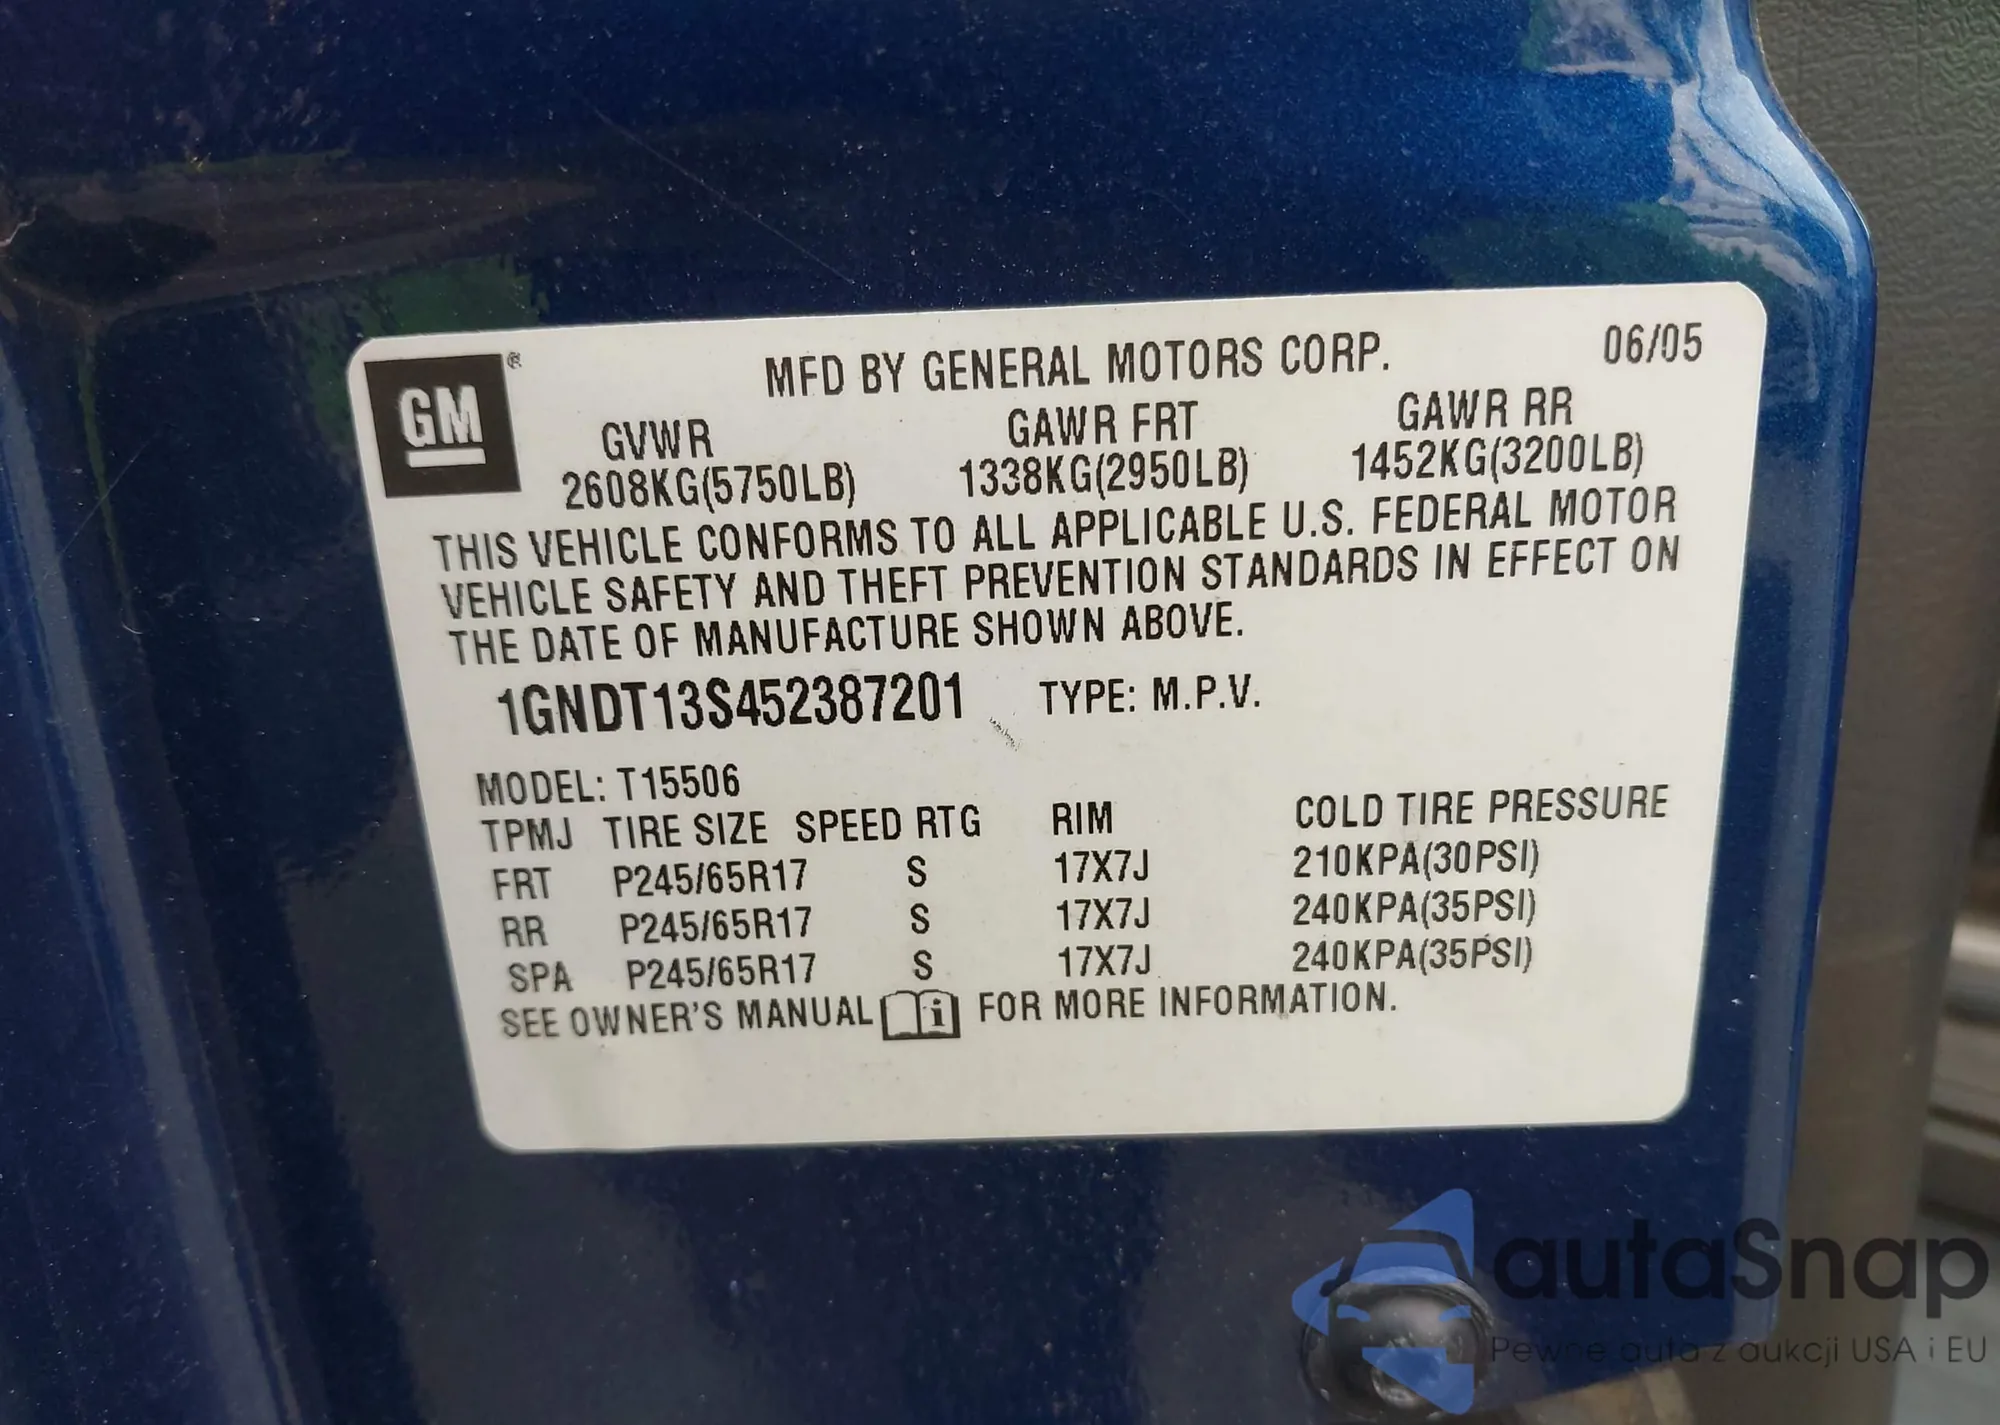 GM ®
MFD BY GENERAL MOTORS CORP. 06/05
GVWR GAWR FRT GAWR RR
2608KG(5750LB) 1338KG(2950LB) 1452KG(3200LB)
THIS VEHICLE CONFORMS TO ALL APPLICABLE U.S. FEDERAL MOTOR
VEHICLE SAFETY AND THEFT PREVENTION STANDARDS IN EFFECT ON
THE DATE OF MANUFACTURE SHOWN ABOVE.
1GNDT13S452387201 TYPE: M.P.V.
MODEL: T15506
TPMJ TIRE SIZE SPEED RTG RIM COLD TIRE PRESSURE
FRT P245/65R17 S 17X7J 210KPA(30PSI)
RR P245/65R17 S 17X7J 240KPA(35PSI)
SPA P245/65R17 S 17X7J 240KPA(35PSI)
SEE OWNER'S MANUAL i FOR MORE INFORMATION.
autaSnap
Pewne auta z aukcji USA i EU